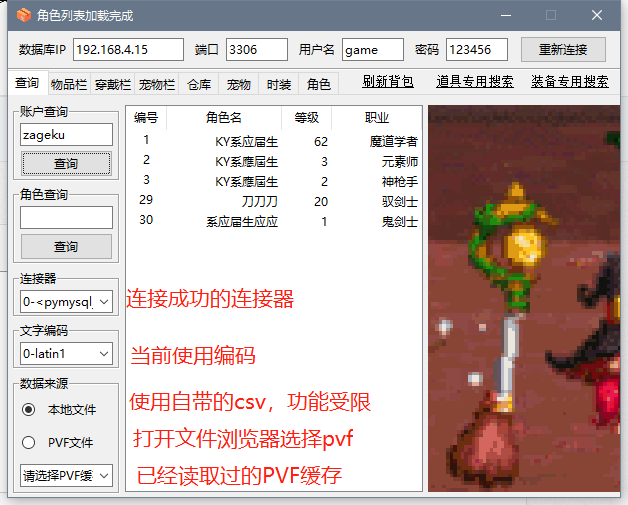 角色列表加载完成
数据库IP 192.168.4.15 端口 3306 用户名 game 密码 123456 重新连接
查询 物品栏 穿戴栏 宠物栏 仓库 宠物 时装 角色 刷新背包 道具专用搜索 装备专用搜索
账户查询
zageku
查询
角色查询
查询
连接器
0-<pymysql
文字编码
0-latin1
数据来源
本地文件
PVF文件
请选择PVF缓
编号 角色名 等级 职业
1 KY系应届生 62 魔道学者
2 KY系應屆生 3 元素师
3 KY系應屆生 2 神枪手
29 刀刀刀 20 驭剑士
30 系应届生应应 1 鬼剑士
连接成功的连接器
当前使用编码
使用自带的csv，功能受限
打开文件浏览器选择pvf
已经读取过的PVF缓存